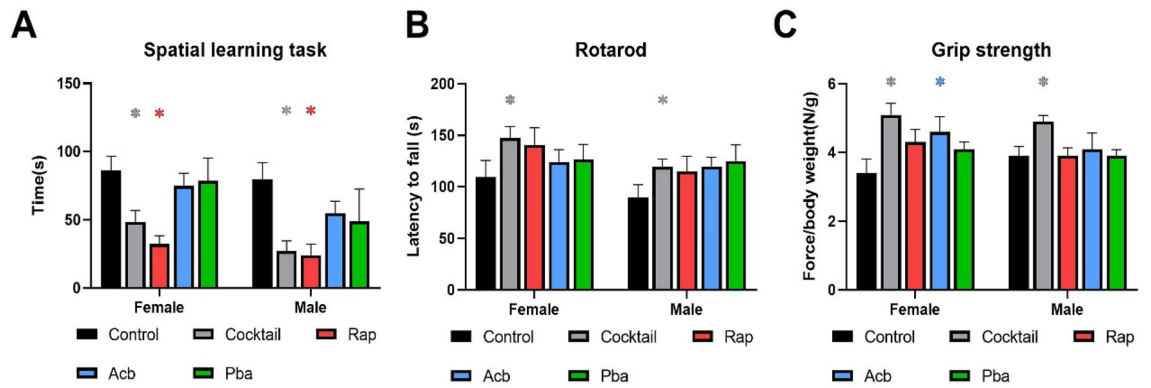 A
Spatial learning task
Time(s)
150
100
50
0
* * * *
Female Male
Control Cocktail Rap
Acb Pba
B
Rotarod
Latency to fall (s)
200
150
100
50
0
* *
Female Male
Control Cocktail Rap
Acb Pba
C
Grip strength
Force/body weight(N/g)
6
4
2
0
* * *
Female Male
Control Cocktail Rap
Acb Pba